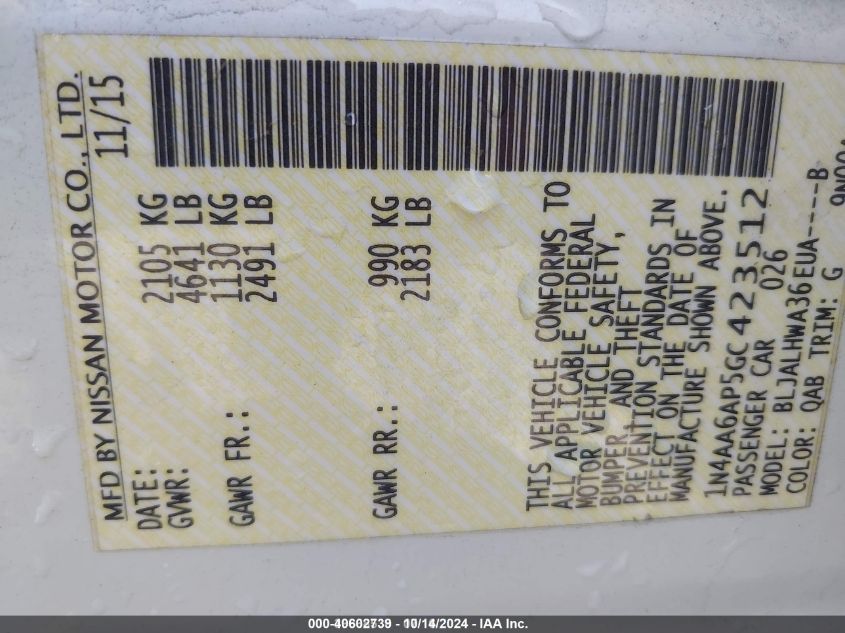 MFD BY NISSAN MOTOR CO., LTD.
DATE: 11/15
GVWR: 2105 KG
4641 LB
GAWR FR.: 1130 KG
2491 LB
GAWR RR.: 990 KG
2183 LB
THIS VEHICLE CONFORMS TO
ALL APPLICABLE FEDERAL
MOTOR VEHICLE SAFETY,
BUMPER, AND THEFT
PREVENTION STANDARDS IN
EFFECT ON THE DATE OF
MANUFACTURE SHOWN ABOVE.
1N4AA6AP5GC423512
PASSENGER CAR 026
MODEL: BLJALHWA36EUA----B
COLOR: QAB TRIM: G
000-40602739 - 10/14/2024 - IAA Inc.